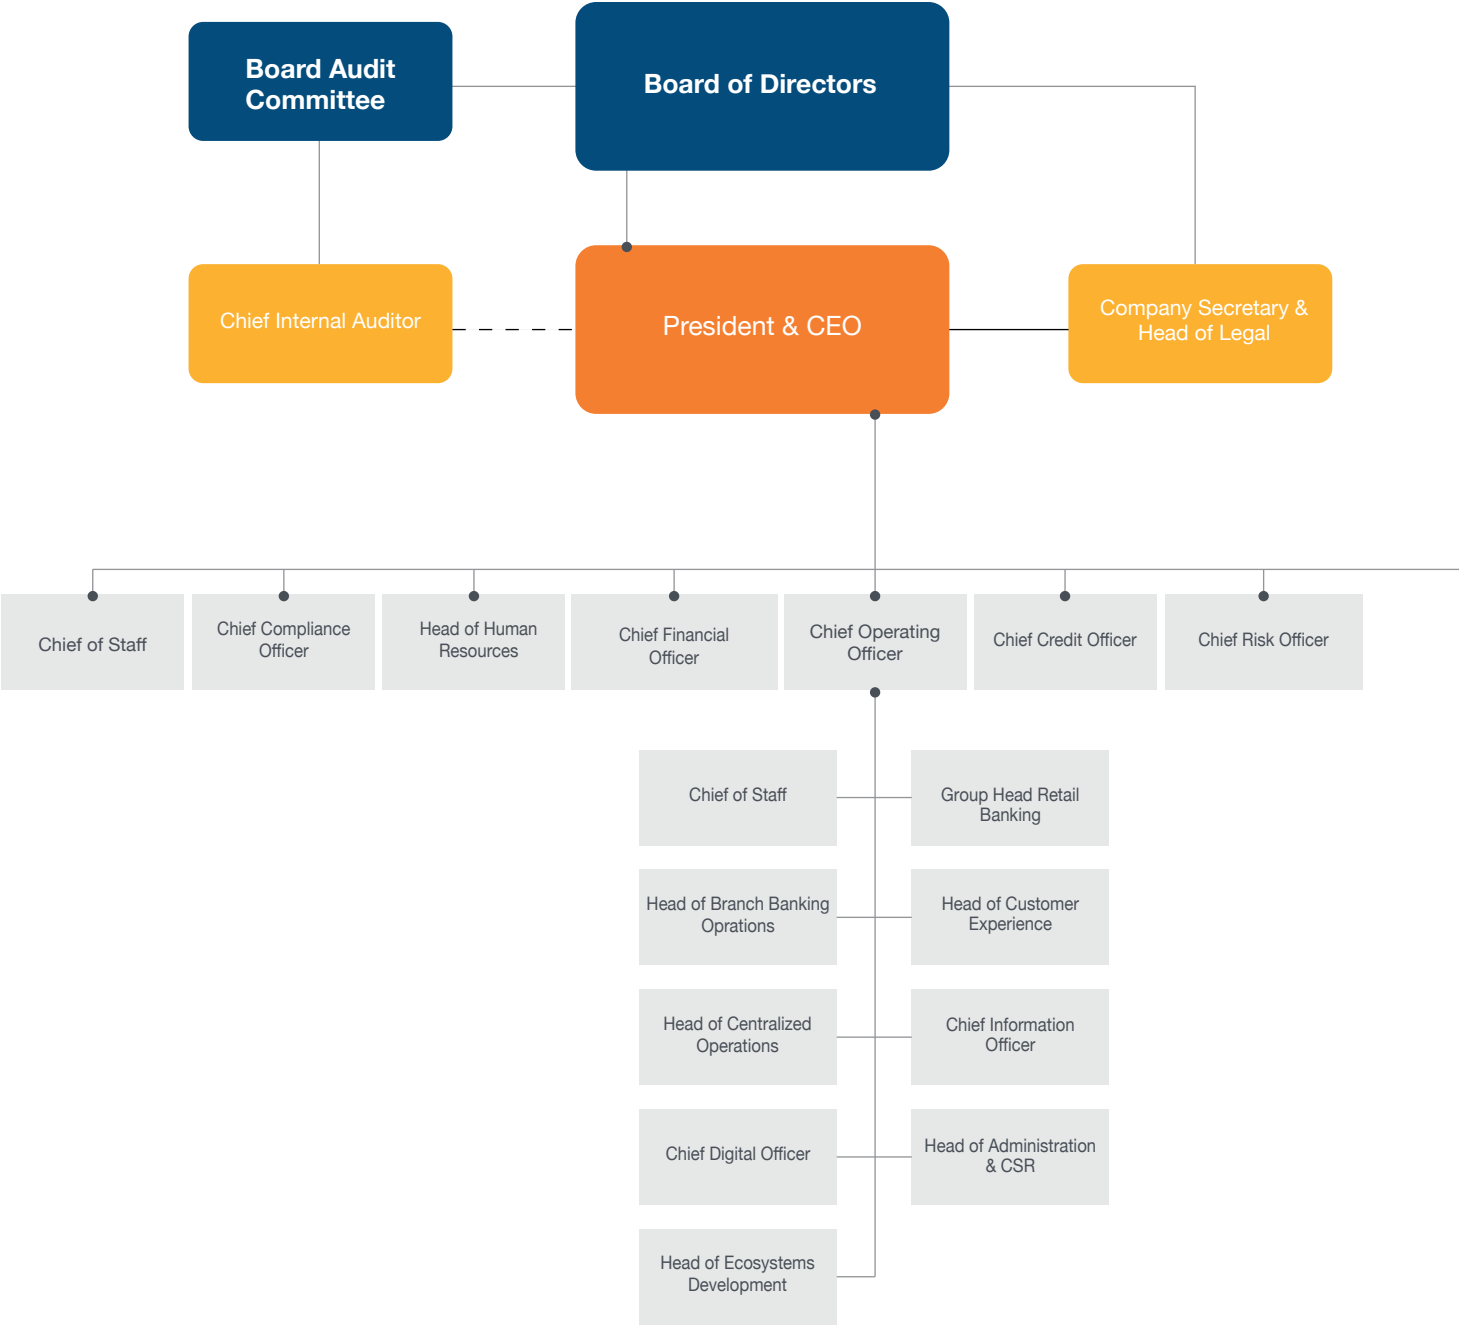 Board Audit
Committee
Board of Directors
Chief Internal Auditor
President & CEO
Company Secretary &
Head of Legal
Chief of Staff
Chief Compliance
Officer
Head of Human
Resources
Chief Financial
Officer
Chief Operating
Officer
Chief Credit Officer
Chief Risk Officer
Chief of Staff
Group Head Retail
Banking
Head of Branch Banking
Oprations
Head of Customer
Experience
Head of Centralized
Operations
Chief Information
Officer
Chief Digital Officer
Head of Administration
& CSR
Head of Ecosystems
Development